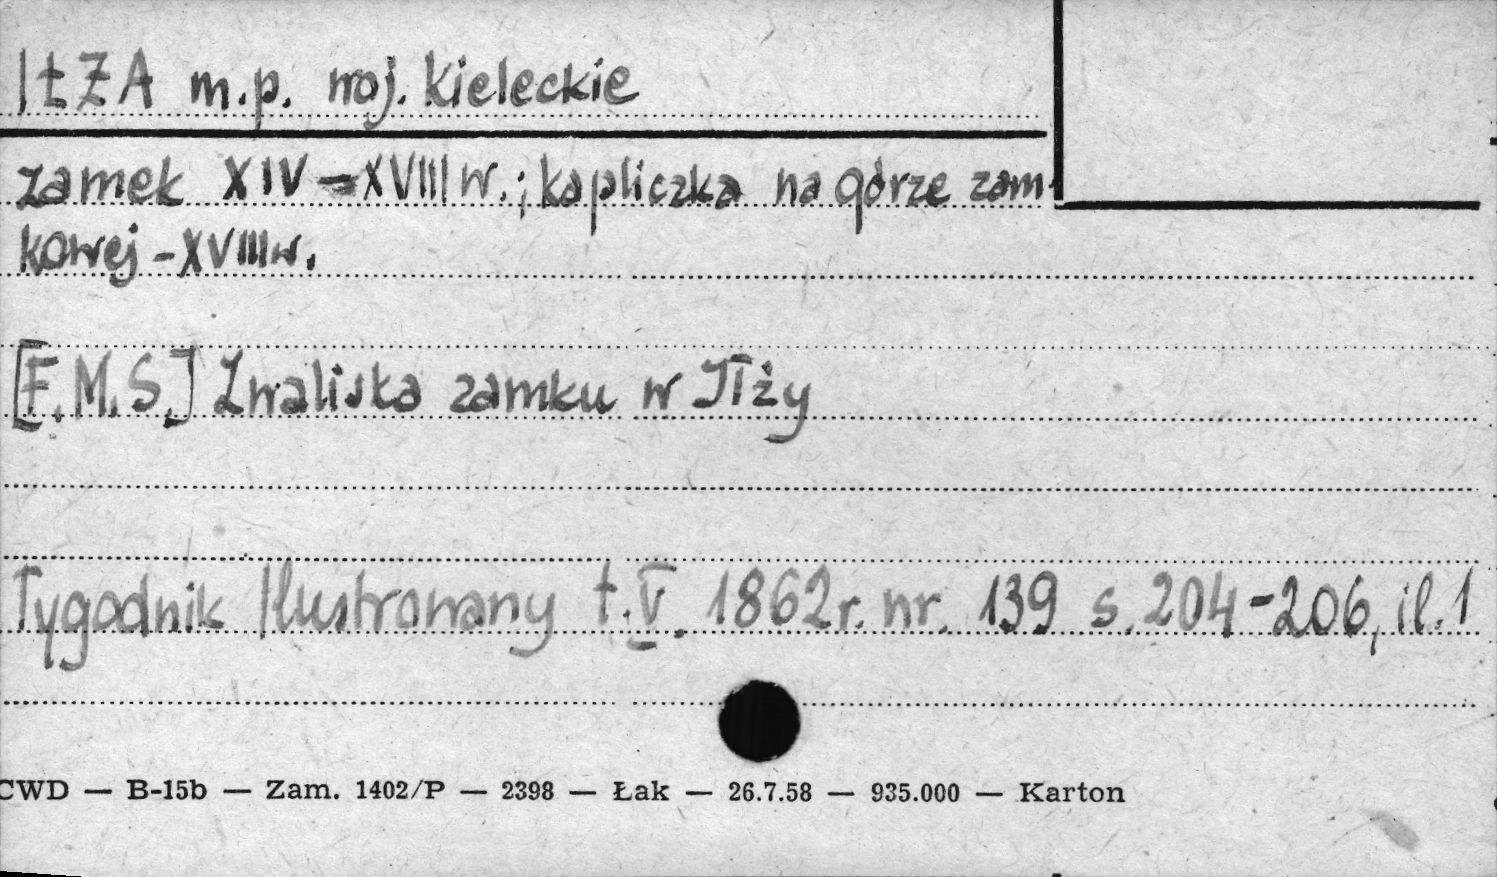 IŁŻA m.p. woj. kieleckie
zamek XIV-XVIII w.; kapliczka na górze zam-
kowej - XVIII w.
[F.M.S.] Zwaliska zamku w Iłży
Tygodnik Ilustrowany t. V. 1862 r. nr. 139 s. 204-206, il. 1
CWD — B-15b — Zam. 1402/P — 2398 — Łak — 26.7.58 — 935.000 — Karton